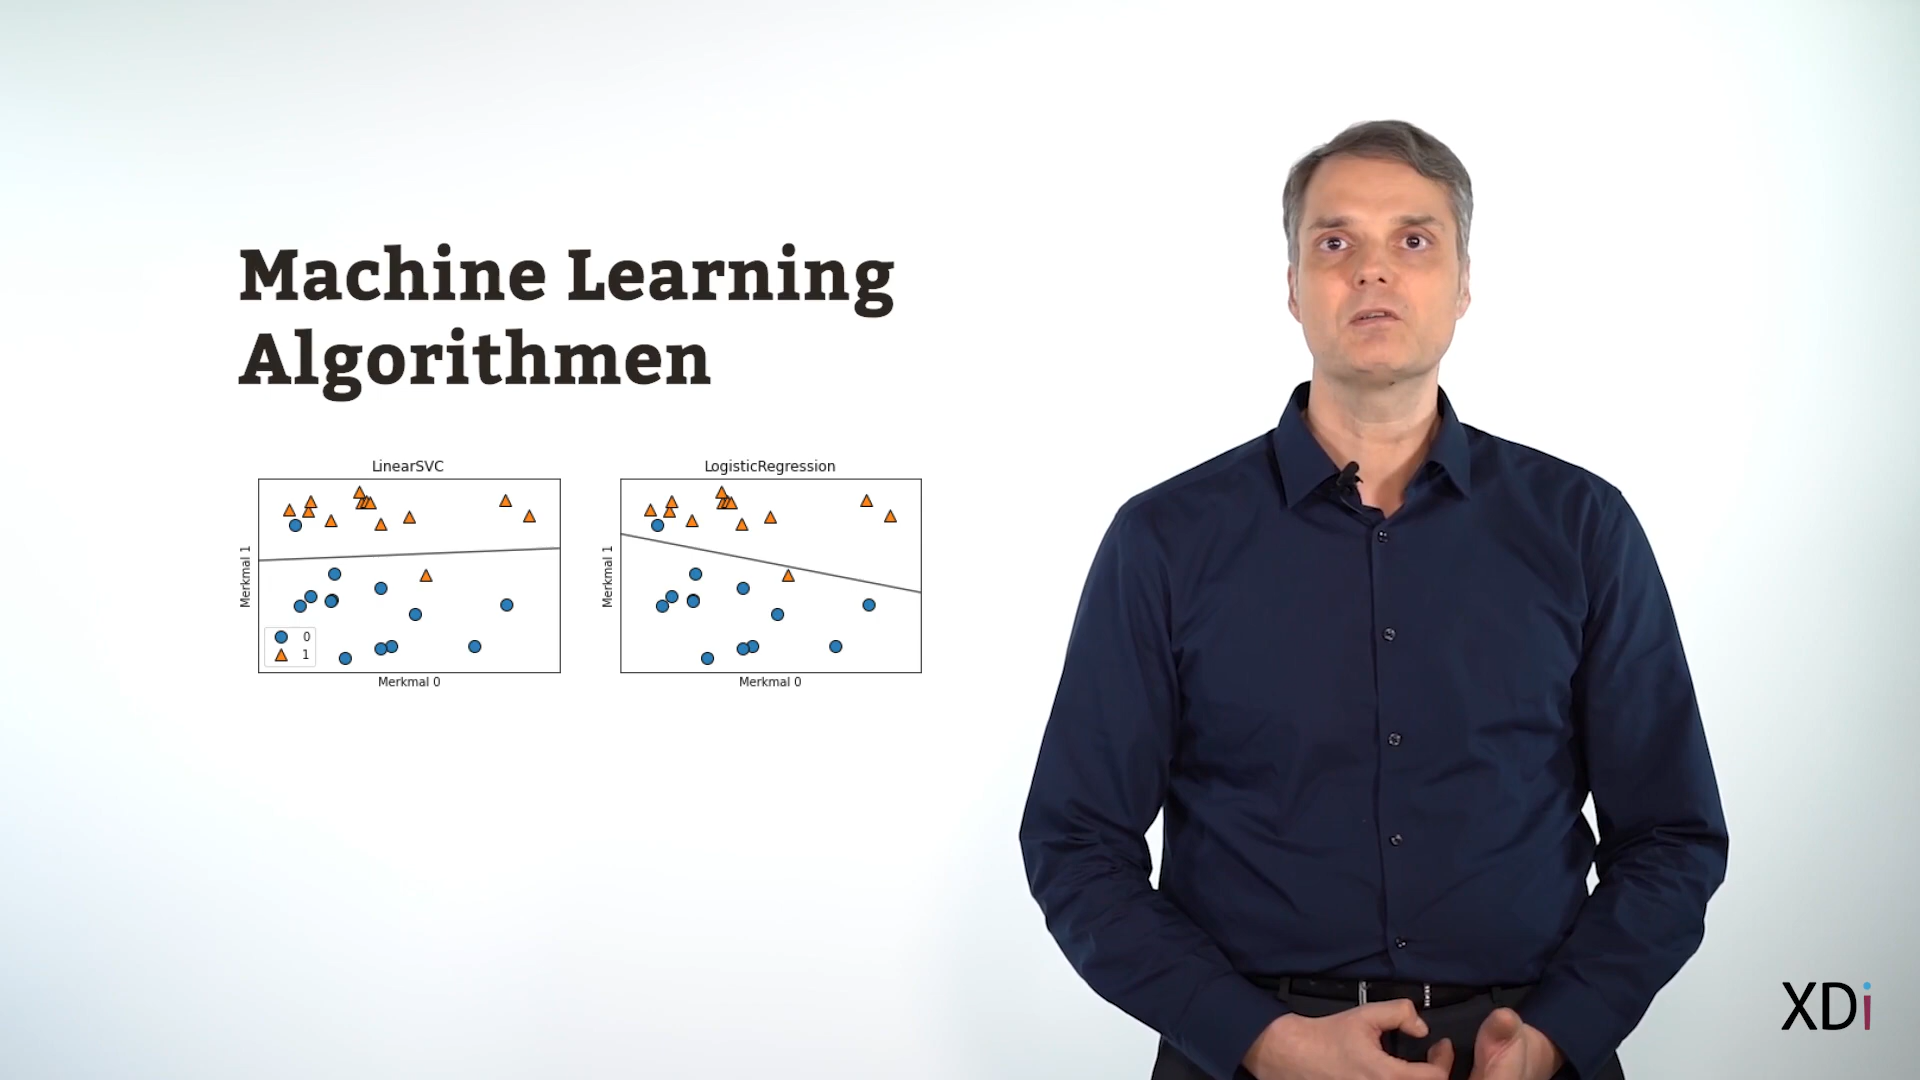 Machine Learning
Algorithmen
LinearSVC
Merkmal 1
0
1
Merkmal 0
LogisticRegression
Merkmal 1
Merkmal 0
XDi